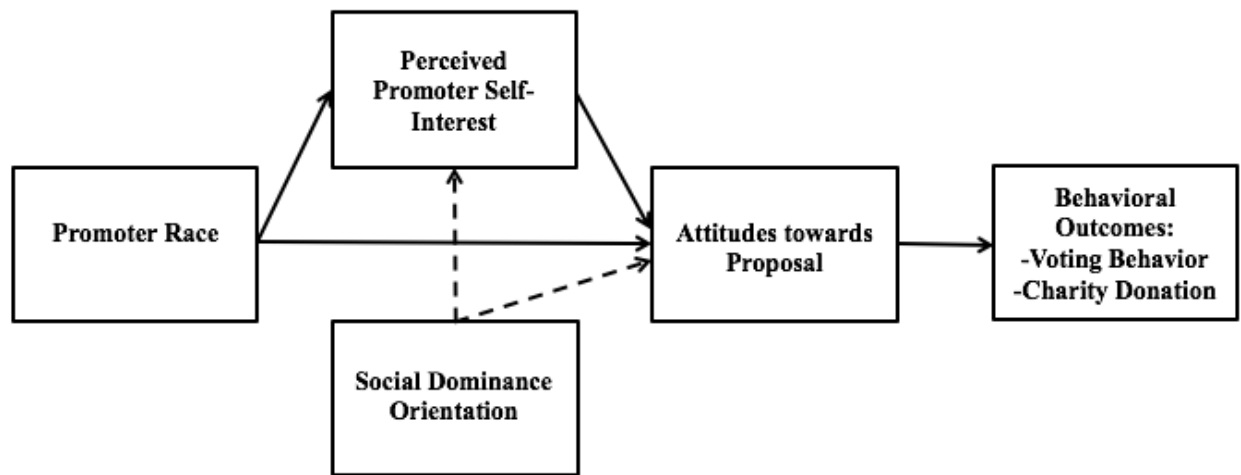 Perceived
Promoter Self-
Interest
Promoter Race
Attitudes towards
Proposal
Behavioral
Outcomes:
-Voting Behavior
-Charity Donation
Social Dominance
Orientation